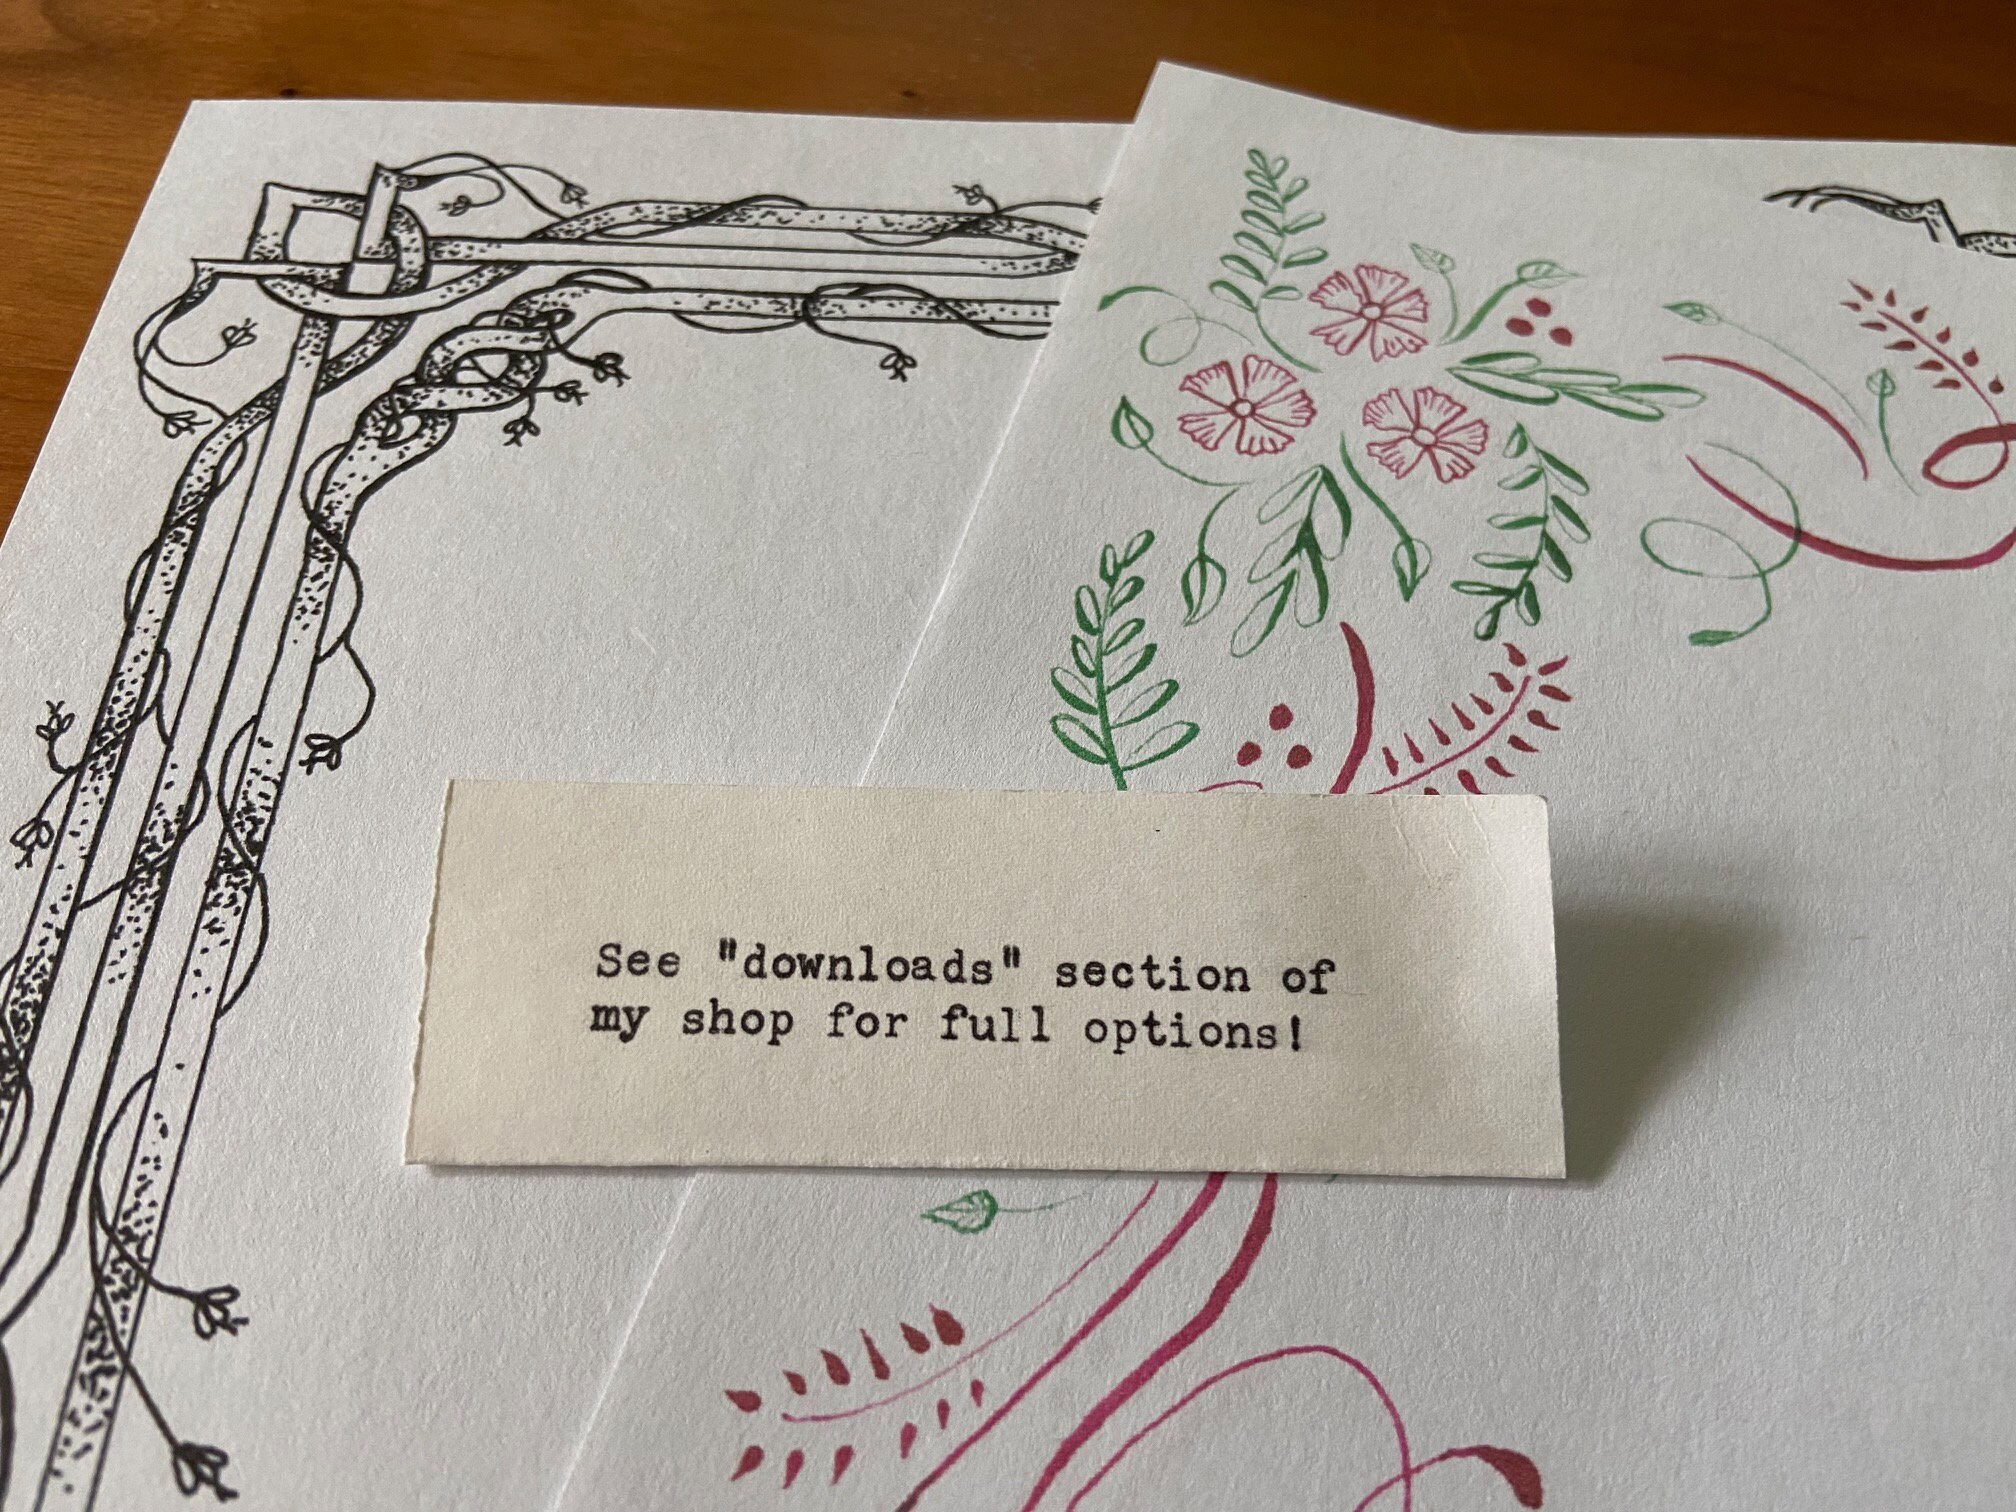 See "downloads" section of
my shop for full options!